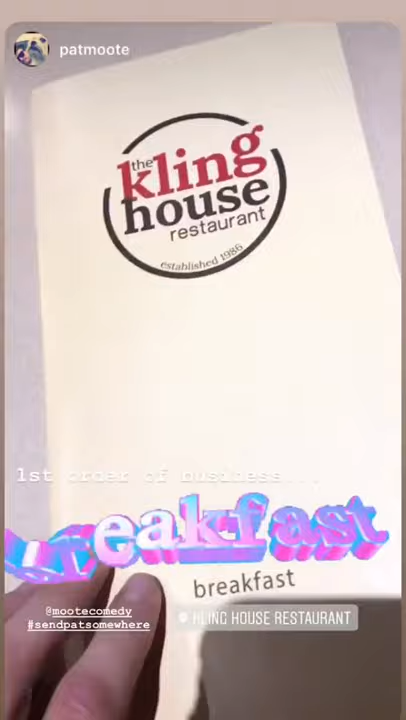 patmoote
the
kling
house
restaurant
established 1986
1st order of business...
breakfast
breakfast
@mootecomedy
#sendpatsomewhere
KLING HOUSE RESTAURANT